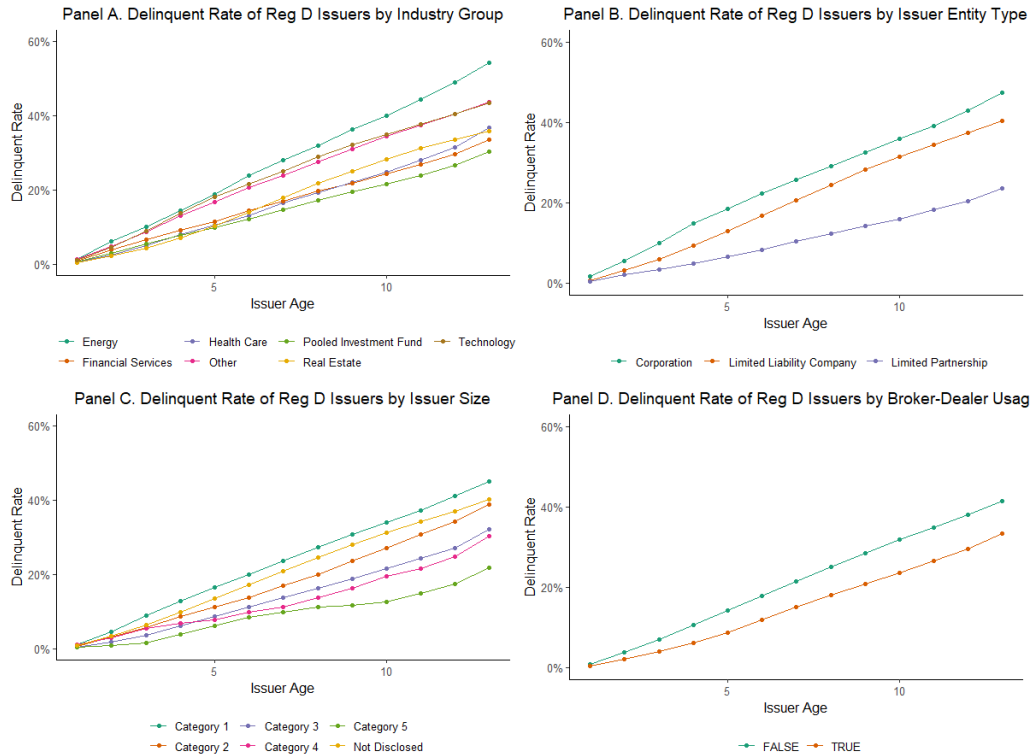 Panel A. Delinquent Rate of Reg D Issuers by Industry Group
60%
40%
20%
0%
Delinquent Rate
5
10
Issuer Age
Energy
Health Care
Pooled Investment Fund
Technology
Financial Services
Other
Real Estate
Panel B. Delinquent Rate of Reg D Issuers by Issuer Entity Type
60%
40%
20%
0%
Delinquent Rate
5
10
Issuer Age
Corporation
Limited Liability Company
Limited Partnership
Panel C. Delinquent Rate of Reg D Issuers by Issuer Size
60%
40%
20%
0%
Delinquent Rate
5
10
Issuer Age
Category 1
Category 3
Category 5
Category 2
Category 4
Not Disclosed
Panel D. Delinquent Rate of Reg D Issuers by Broker-Dealer Usag
60%
40%
20%
0%
Delinquent Rate
5
10
Issuer Age
FALSE
TRUE